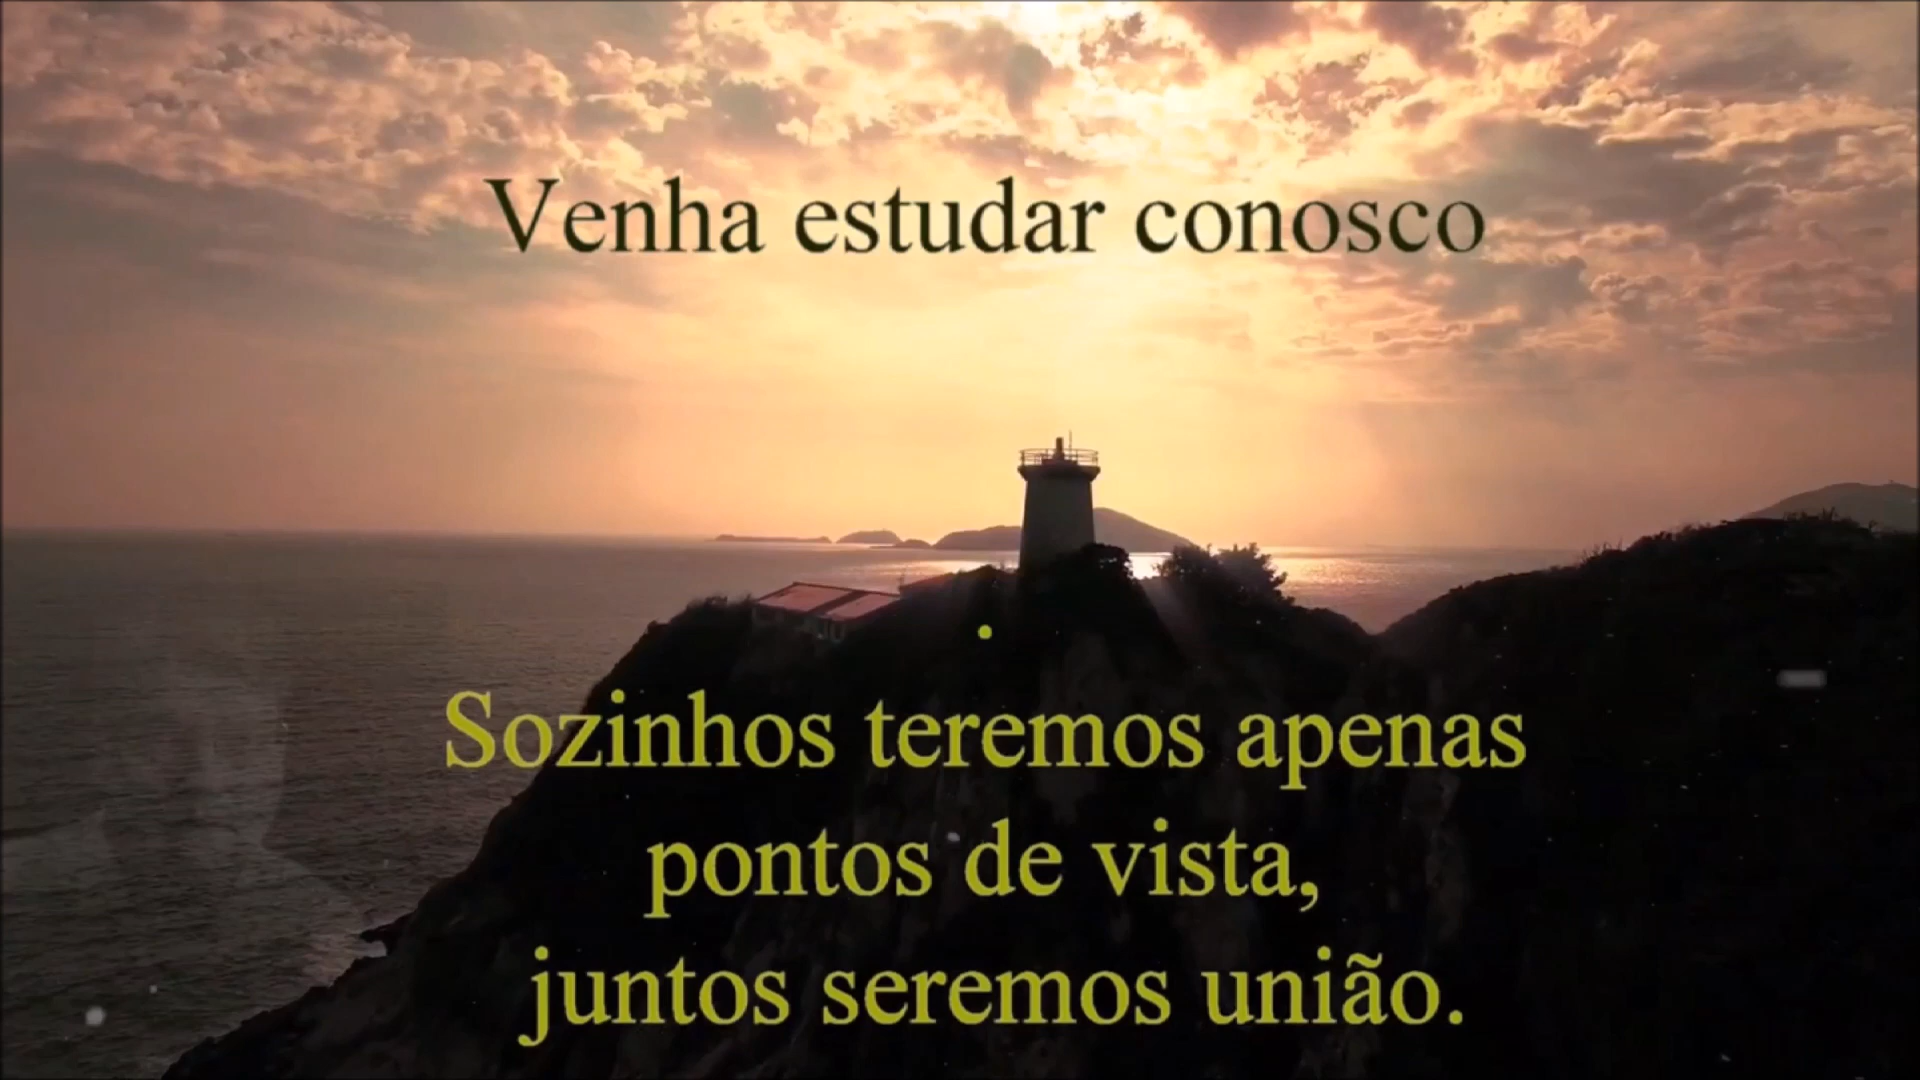 Venha estudar conosco
.
Sozinhos teremos apenas
pontos de vista,
juntos seremos união.